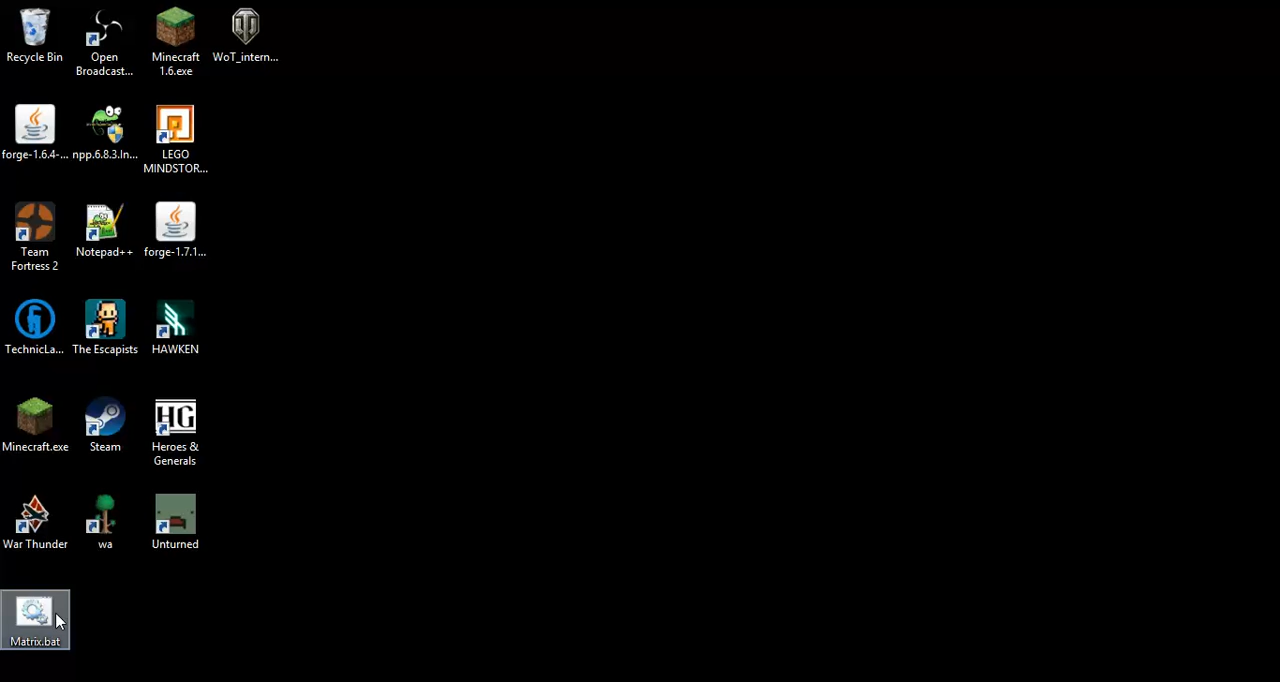 Recycle Bin
Open
Broadcast...
Minecraft
1.6.exe
WoT_intern...
forge-1.6.4-...
npp.6.8.3.In...
LEGO
MINDSTOR...
Team
Fortress 2
Notepad++
forge-1.7.1...
TechnicLa...
The Escapists
HAWKEN
Minecraft.exe
Steam
HG
Heroes &
Generals
War Thunder
wa
Unturned
Matrix.bat